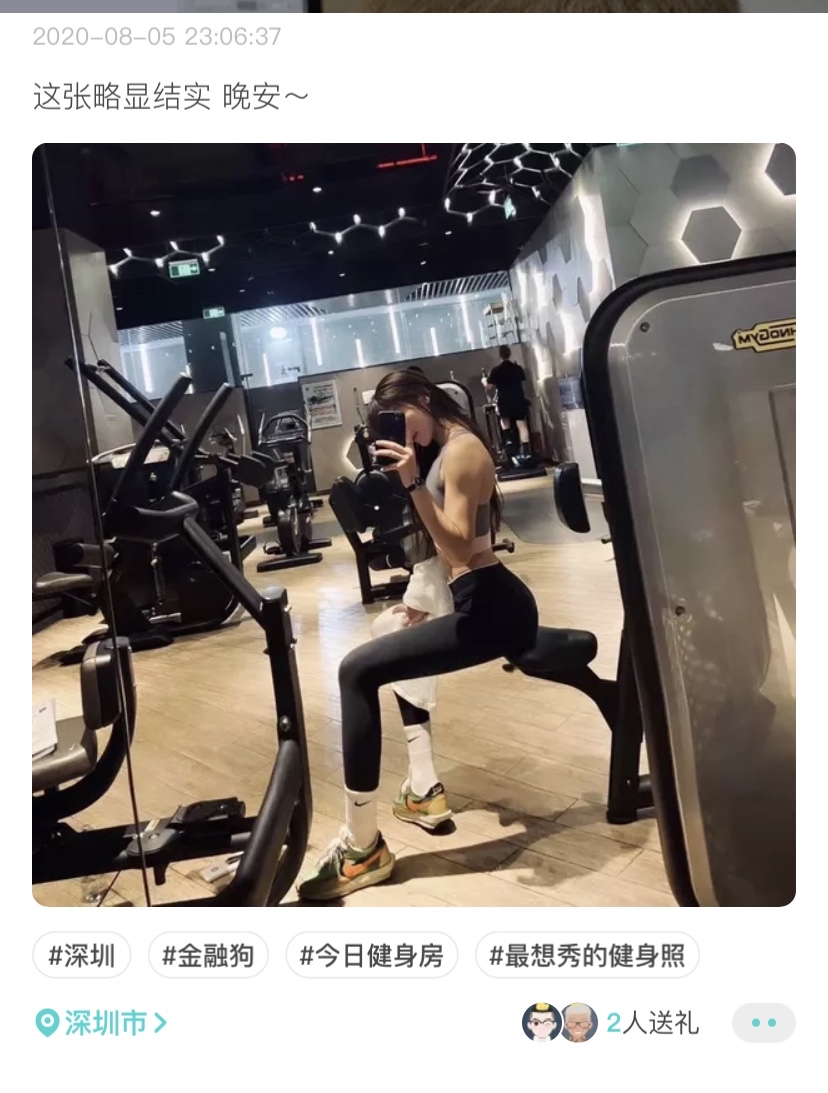 2020-08-05 23:06:37
这张略显结实 晚安～
#深圳 #金融狗 #今日健身房 #最想秀的健身照
深圳市
2人送礼